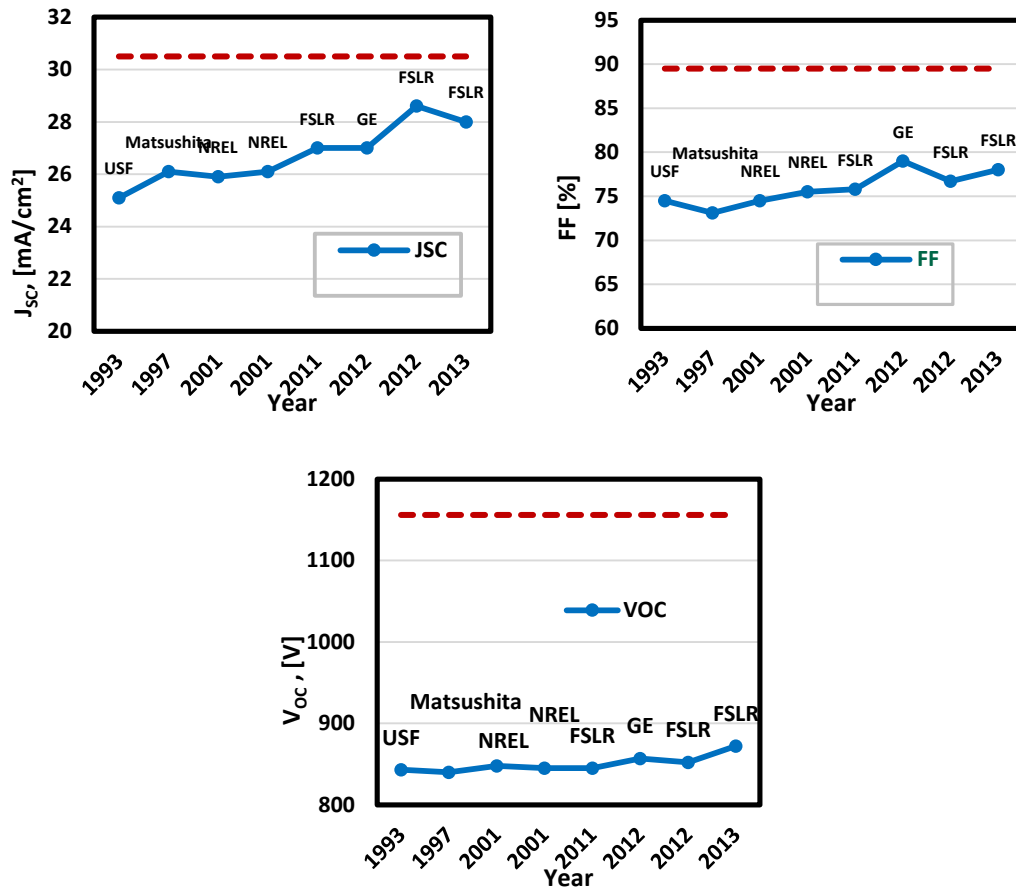 32
30
28
26
24
22
20
J_SC, [mA/cm²]
USF
Matsushita
NREL
NREL
FSLR
GE
FSLR
FSLR
JSC
1993 1997 2001 2001 2011 2012 2012 2013
Year
95
90
85
80
75
70
65
60
FF [%]
USF
Matsushita
NREL
NREL
FSLR
GE
FSLR
FSLR
FF
1993 1997 2001 2001 2011 2012 2012 2013
Year
1200
1100
1000
900
800
V_OC , [V]
VOC
USF
Matsushita
NREL
NREL
FSLR
GE
FSLR
FSLR
1993 1997 2001 2001 2011 2012 2012 2013
Year